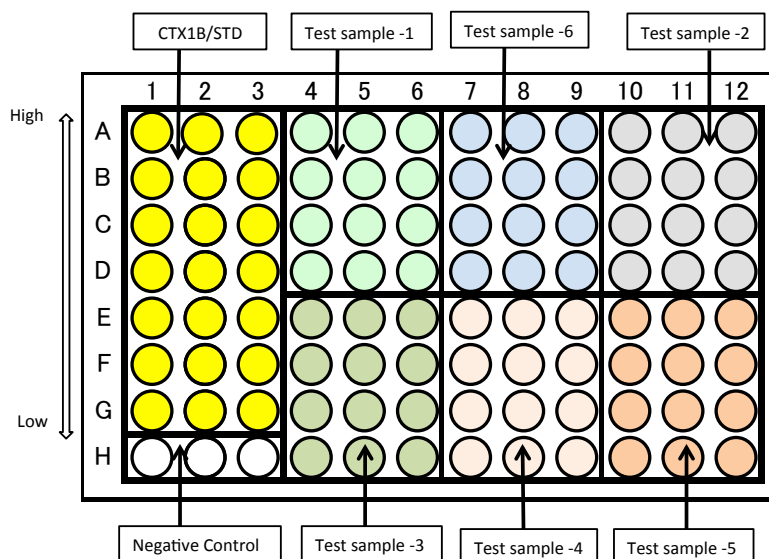 CTX1B/STD
Test sample -1
Test sample -6
Test sample -2
1 2 3 4 5 6 7 8 9 10 11 12
High
A
B
C
D
E
F
G
Low
H
Negative Control
Test sample -3
Test sample -4
Test sample -5